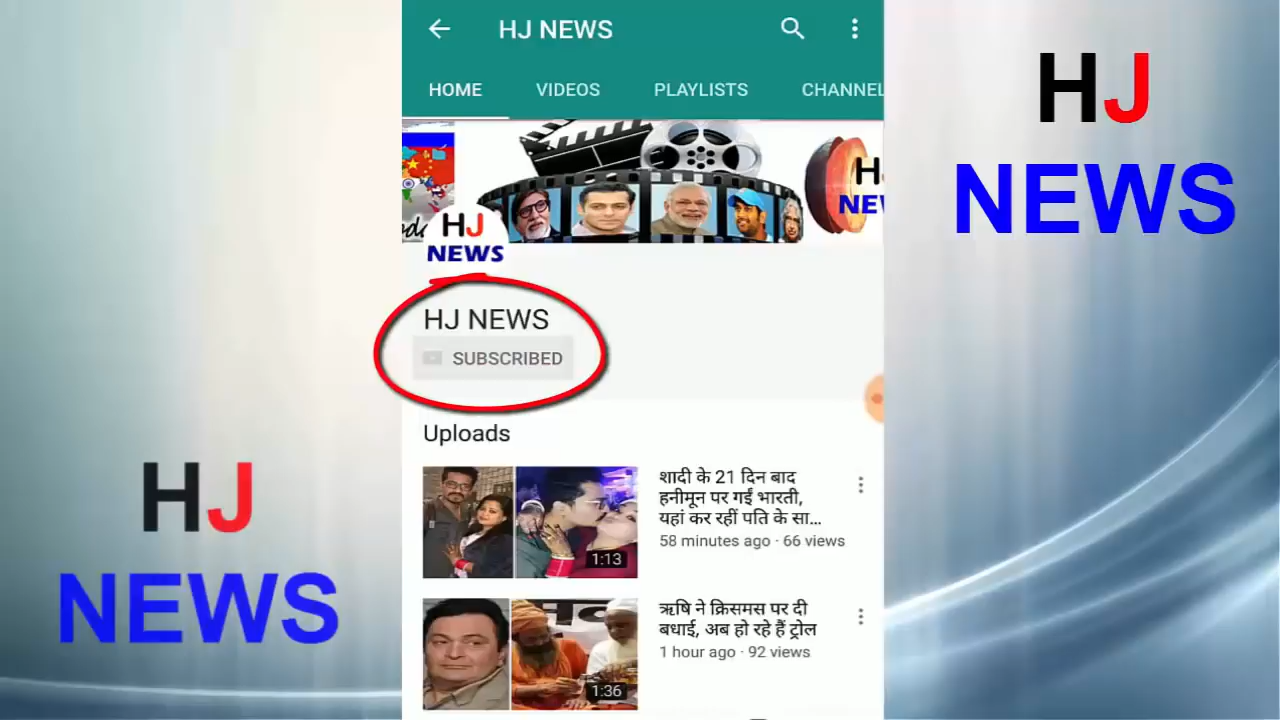 HJ NEWS
HOME VIDEOS PLAYLISTS CHANNEL
HJ
NEWS
HJ
NEWS
HJ
NEWS
HJ NEWS
SUBSCRIBED
Uploads
शादी के 21 दिन बाद
हनीमून पर गईं भारती,
यहां कर रहीं पति के सा...
58 minutes ago · 66 views
1:13
ऋषि ने क्रिसमस पर दी
बधाई, अब हो रहे हैं ट्रोल
1 hour ago · 92 views
1:36
HJ
NEWS